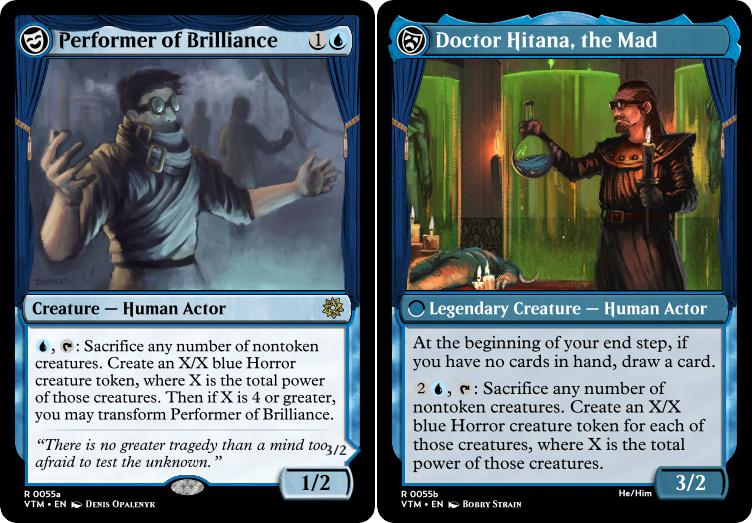 Performer of Brilliance 1
DONLET
Creature — Human Actor
: Sacrifice any number of nontoken
creatures. Create an X/X blue Horror
creature token, where X is the total power
of those creatures. Then if X is 4 or greater,
you may transform Performer of Brilliance.
“There is no greater tragedy than a mind too
afraid to test the unknown.”
3/2
1/2
R 0055a
VTM • EN Denis Opalenyk
Doctor Hitana, the Mad
Legendary Creature — Human Actor
At the beginning of your end step, if
you have no cards in hand, draw a card.
2 , : Sacrifice any number of
nontoken creatures. Create an X/X
blue Horror creature token for each of
those creatures, where X is the total
power of those creatures.
3/2
R 0055b
He/Him
VTM • EN Bobby Strain